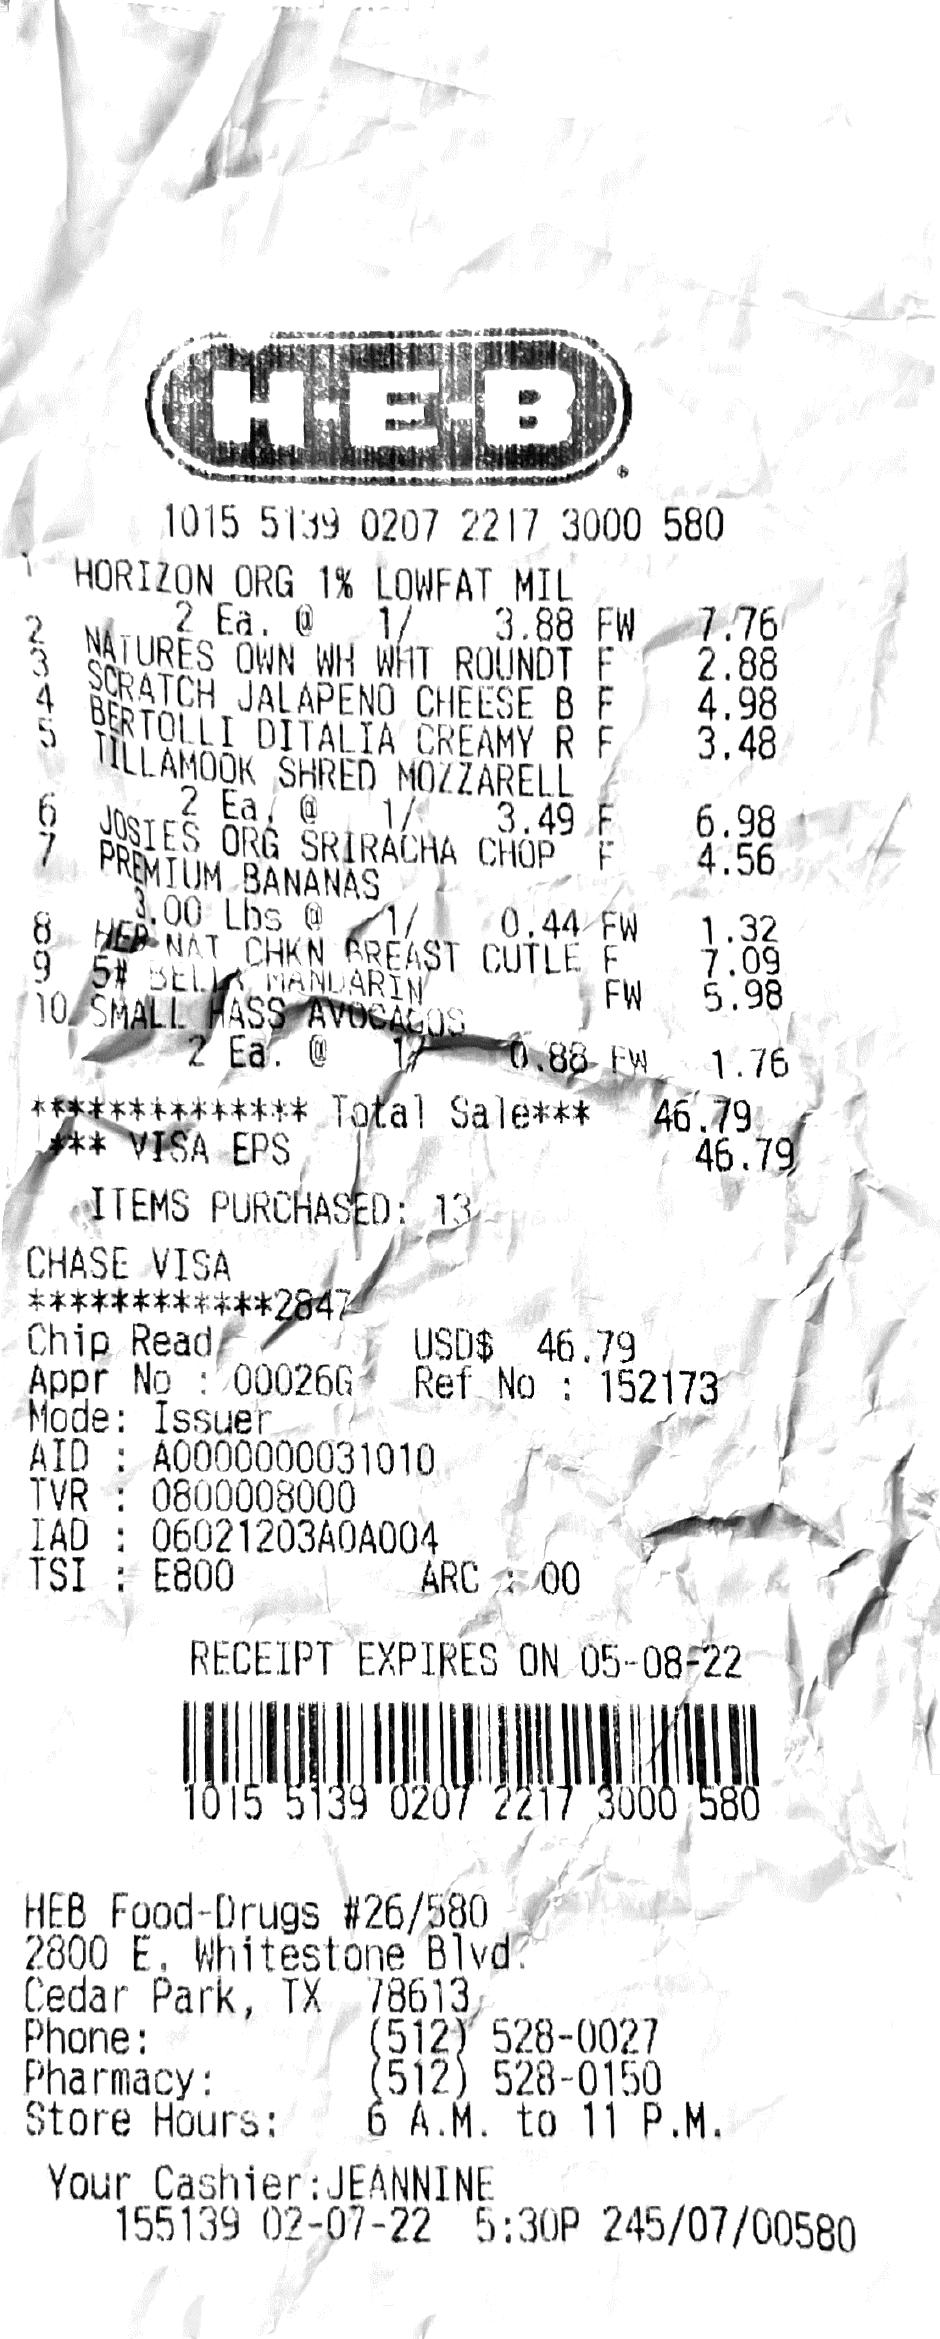 H-E-B
1015 5139 0207 2217 3000 580
1 HORIZON ORG 1% LOWFAT MIL
2 Ea. @ 1/ 3.88 FW 7.76
2 NATURES OWN WH WHT ROUNDT F 2.88
3 SCRATCH JALAPENO CHEESE B F 4.98
4 BERTOLLI DITALIA CREAMY R F 3.48
5 TILLAMOOK SHRED MOZZARELL
2 Ea. @ 1/ 3.49 F 6.98
6 JOSIES ORG SRIRACHA CHOP F 4.56
7 PREMIUM BANANAS
3.00 Lbs @ 1/ 0.44 FW 1.32
8 HEB NAT CHKN BREAST CUTLE F 7.09
9 5# BELLA MANDARIN FW 5.98
10 SMALL HASS AVOCADOS
2 Ea. @ 1/ 0.88 FW 1.76
************** Total Sale*** 46.79
*** VISA EPS 46.79
ITEMS PURCHASED: 13
CHASE VISA
************2847
Chip Read USD$ 46.79
Appr No : 00026G Ref No : 152173
Mode: Issuer
AID : A0000000031010
TVR : 0800008000
IAD : 06021203A0A004
TSI : E800 ARC : 00
RECEIPT EXPIRES ON 05-08-22
1015 5139 0207 2217 3000 580
HEB Food-Drugs #26/580
2800 E. Whitestone Blvd.
Cedar Park, TX 78613
Phone: (512) 528-0027
Pharmacy: (512) 528-0150
Store Hours: 6 A.M. to 11 P.M.
Your Cashier:JEANNINE
155139 02-07-22 5:30P 245/07/00580